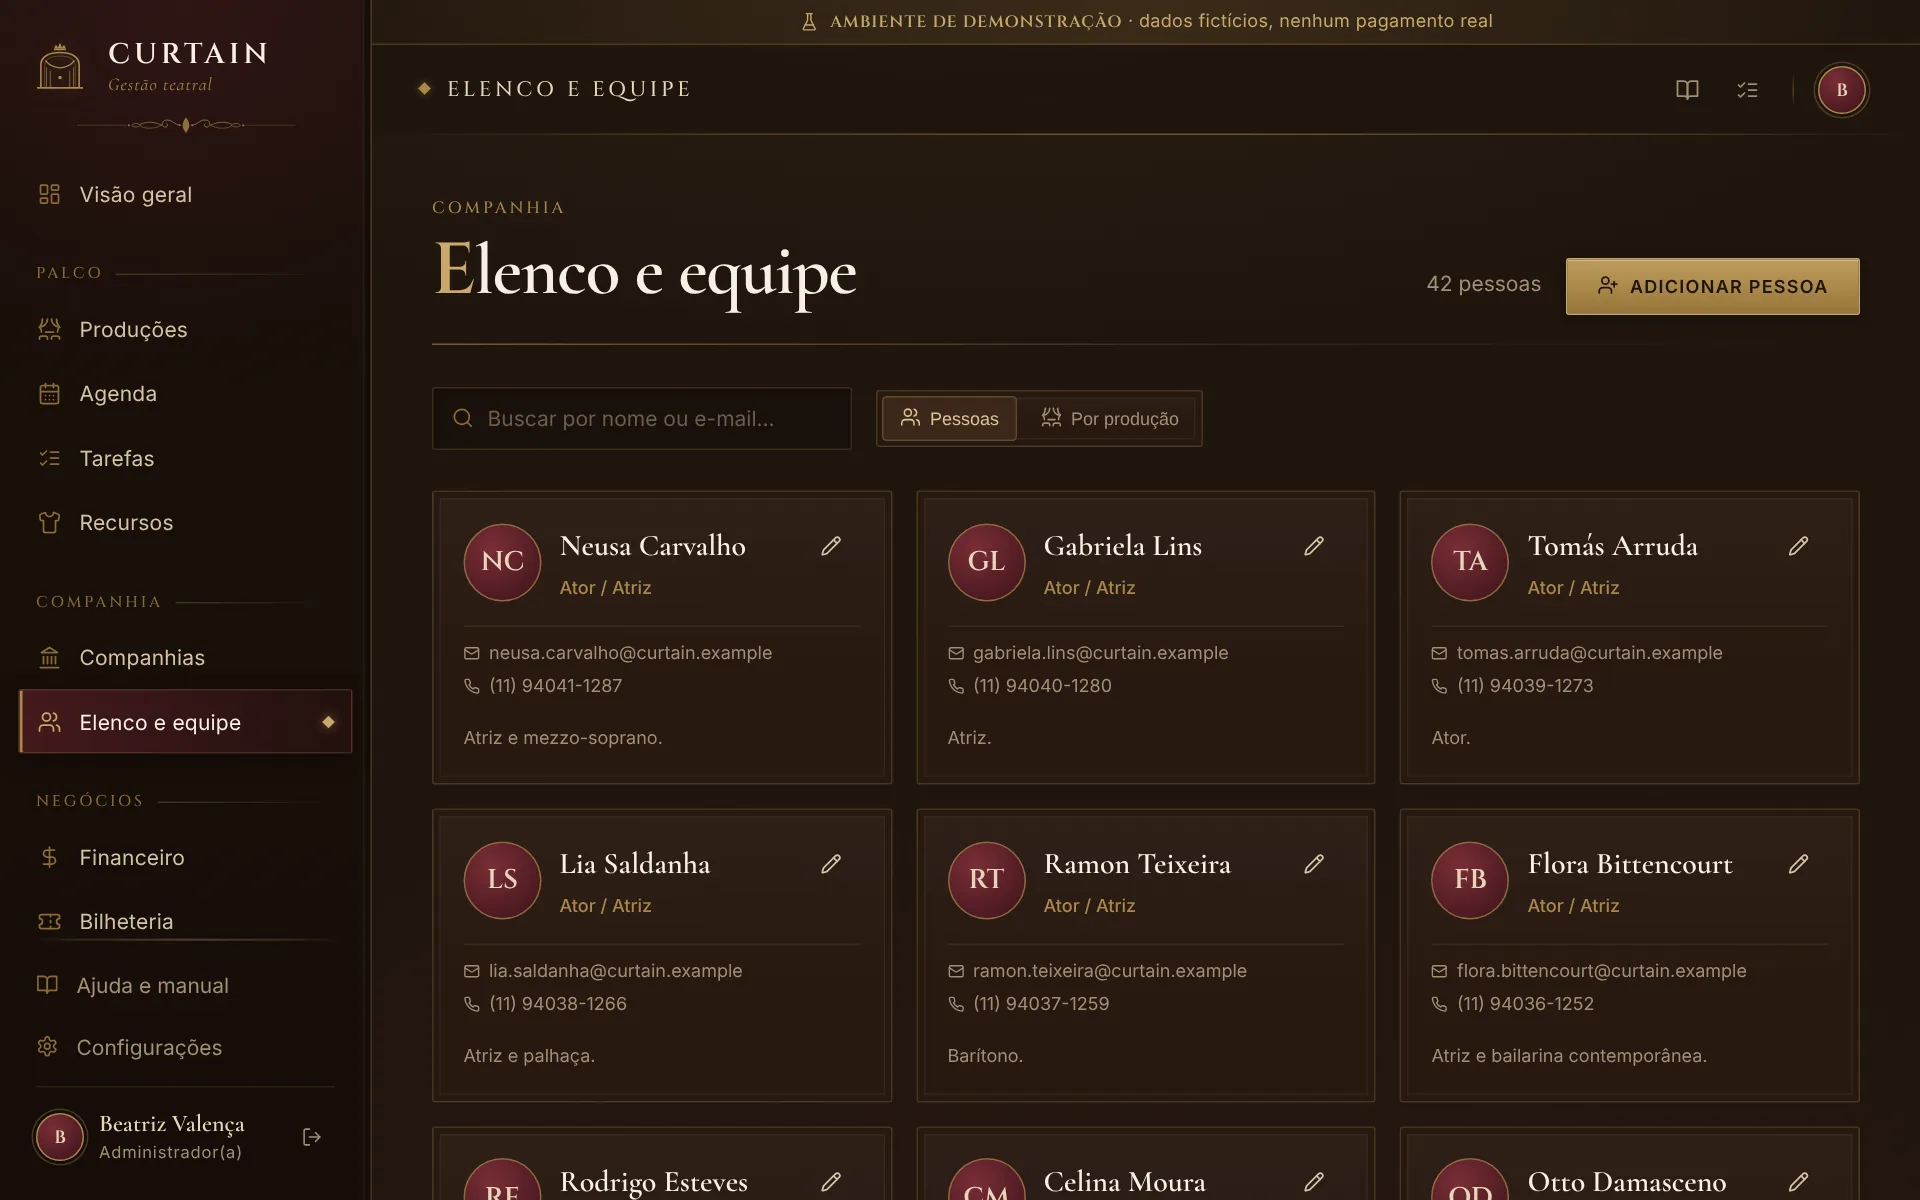 CURTAIN
Gestão teatral
Visão geral
PALCO
Produções
Agenda
Tarefas
Recursos
COMPANHIA
Companhias
Elenco e equipe
NEGÓCIOS
Financeiro
Bilheteria
Ajuda e manual
Configurações
B
Beatriz Valença
Administrador(a)
AMBIENTE DE DEMONSTRAÇÃO · dados fictícios, nenhum pagamento real
ELENCO E EQUIPE
B
COMPANHIA
Elenco e equipe
42 pessoas
ADICIONAR PESSOA
Buscar por nome ou e-mail...
Pessoas
Por produção
NC
Neusa Carvalho
Ator / Atriz
neusa.carvalho@curtain.example
(11) 94041-1287
Atriz e mezzo-soprano.
GL
Gabriela Lins
Ator / Atriz
gabriela.lins@curtain.example
(11) 94040-1280
Atriz.
TA
Tomás Arruda
Ator / Atriz
tomas.arruda@curtain.example
(11) 94039-1273
Ator.
LS
Lia Saldanha
Ator / Atriz
lia.saldanha@curtain.example
(11) 94038-1266
Atriz e palhaça.
RT
Ramon Teixeira
Ator / Atriz
ramon.teixeira@curtain.example
(11) 94037-1259
Barítono.
FB
Flora Bittencourt
Ator / Atriz
flora.bittencourt@curtain.example
(11) 94036-1252
Atriz e bailarina contemporânea.
RE
Rodrigo Esteves
CM
Celina Moura
OD
Otto Damasceno